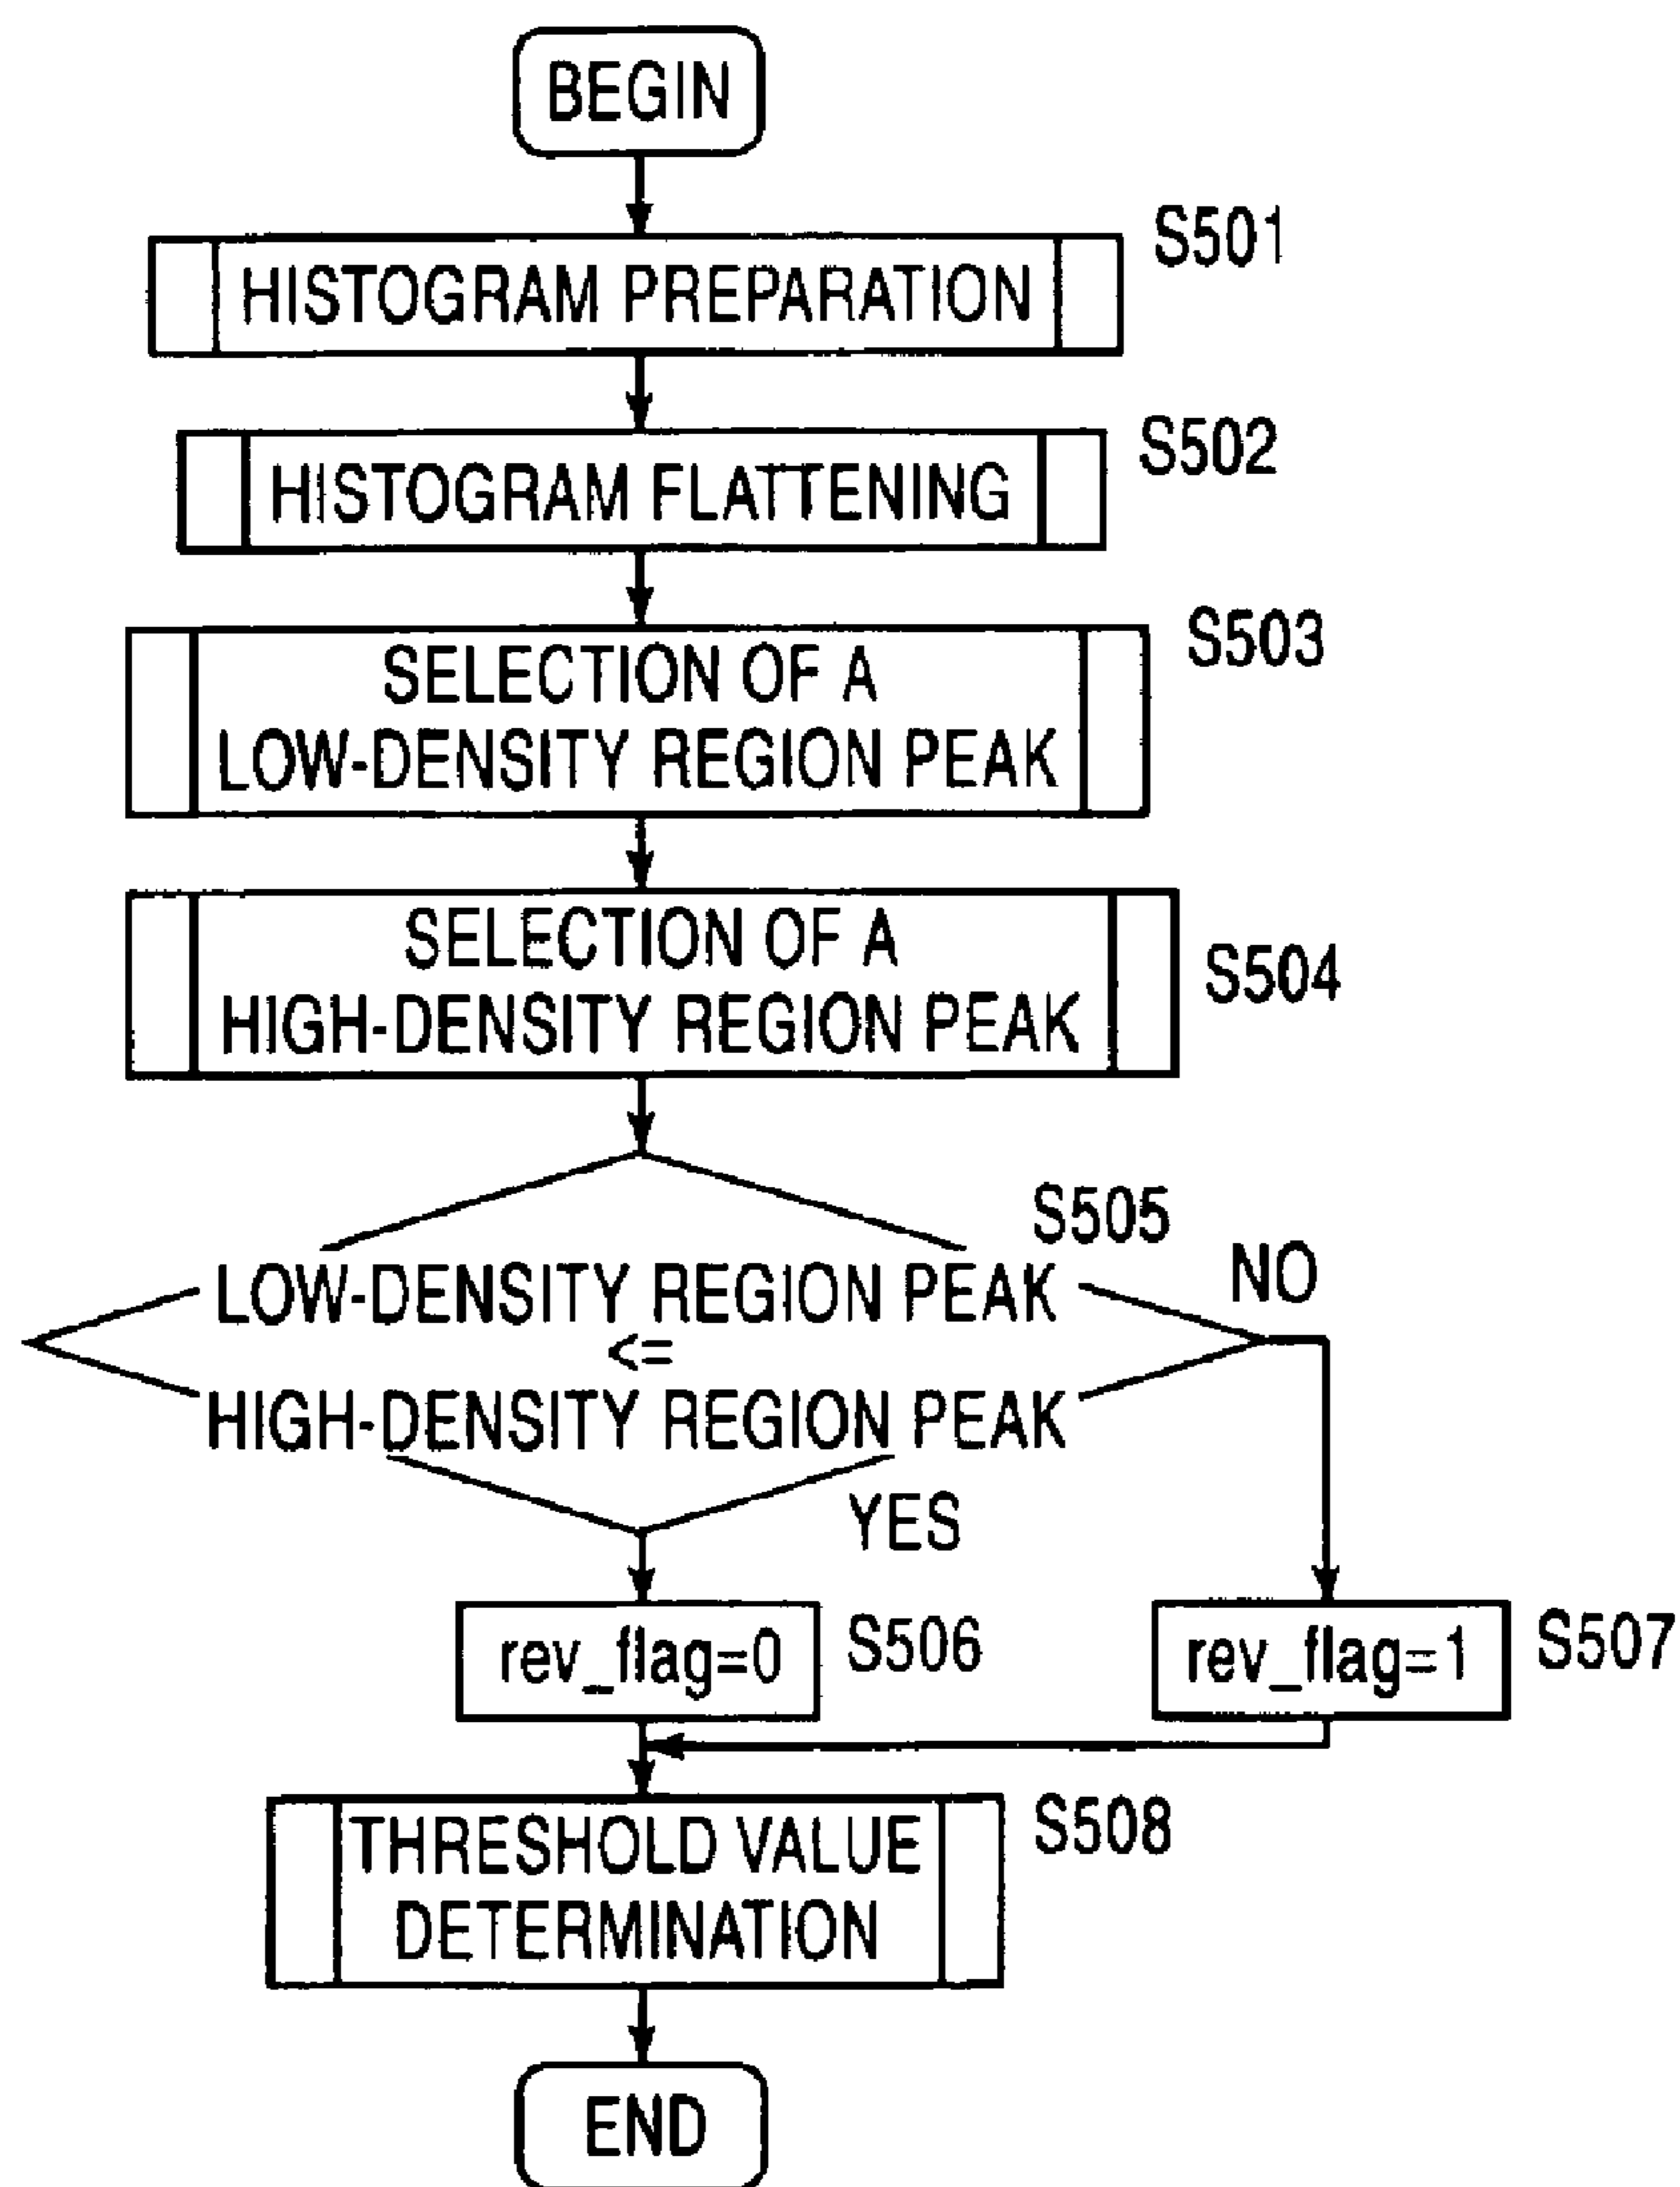 BEGIN
S501
HISTOGRAM PREPARATION
S502
HISTOGRAM FLATTENING
S503
SELECTION OF A
LOW-DENSITY REGION PEAK
S504
SELECTION OF A
HIGH-DENSITY REGION PEAK
S505
LOW-DENSITY REGION PEAK
<=
HIGH-DENSITY REGION PEAK
NO
YES
rev_flag=0
S506
rev_flag=1
S507
S508
THRESHOLD VALUE
DETERMINATION
END